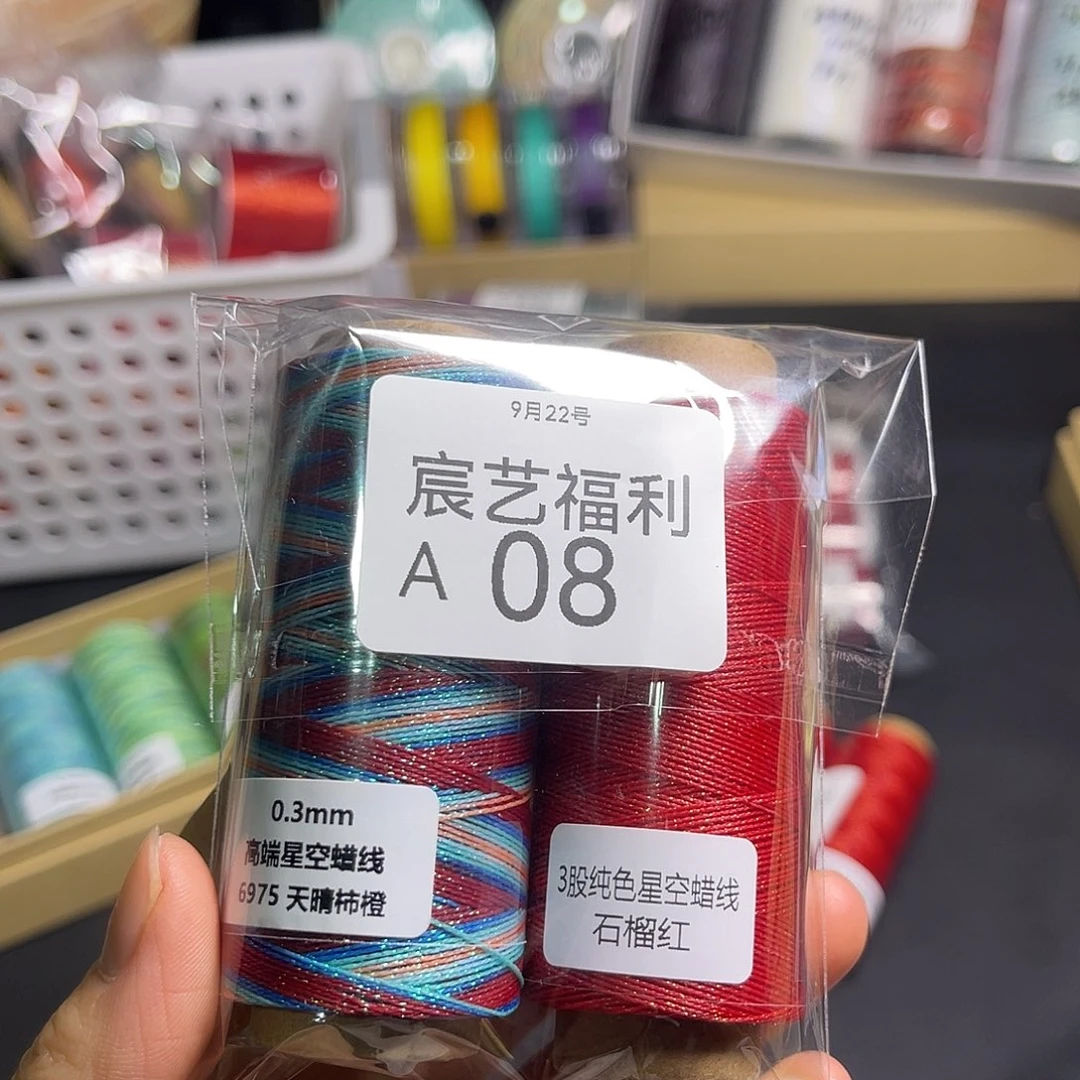 9月22号
宸艺福利
A 08
0.3mm
高端星空蜡线
6975 天晴柿橙
3股纯色星空蜡线
石榴红